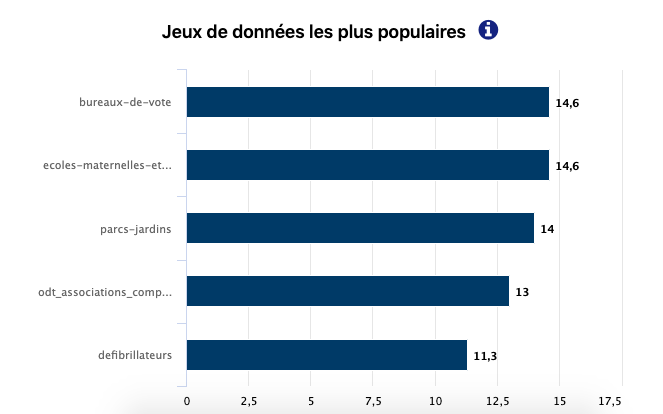 Jeux de données les plus populaires
bureaux-de-vote 14,6
ecoles-maternelles-et... 14,6
parcs-jardins 14
odt_associations_comp... 13
defibrillateurs 11,3
0 2,5 5 7,5 10 12,5 15 17,5